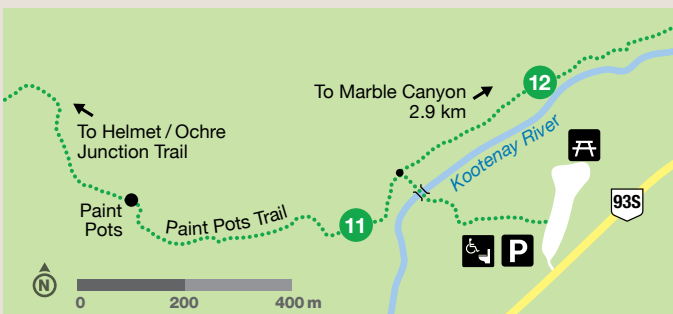 To Marble Canyon
2.9 km
12
To Helmet / Ochre
Junction Trail
Kootenay River
93S
Paint
Pots
Paint Pots Trail
11
P
N
0 200 400 m